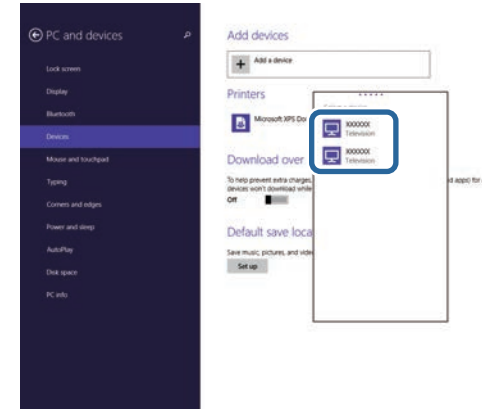 PC and devices
Lock screen
Display
Bluetooth
Devices
Mouse and touchpad
Typing
Corners and edges
Power and sleep
AutoPlay
Disk space
PC info
Add devices
Add a device
Printers
Microsoft XPS Do
XXXXXX
Television
XXXXXX
Television
Download over
To help prevent extra charges,
d apps) for
devices won't download while
Off
Default save loca
Save music, pictures, and vide
Set up